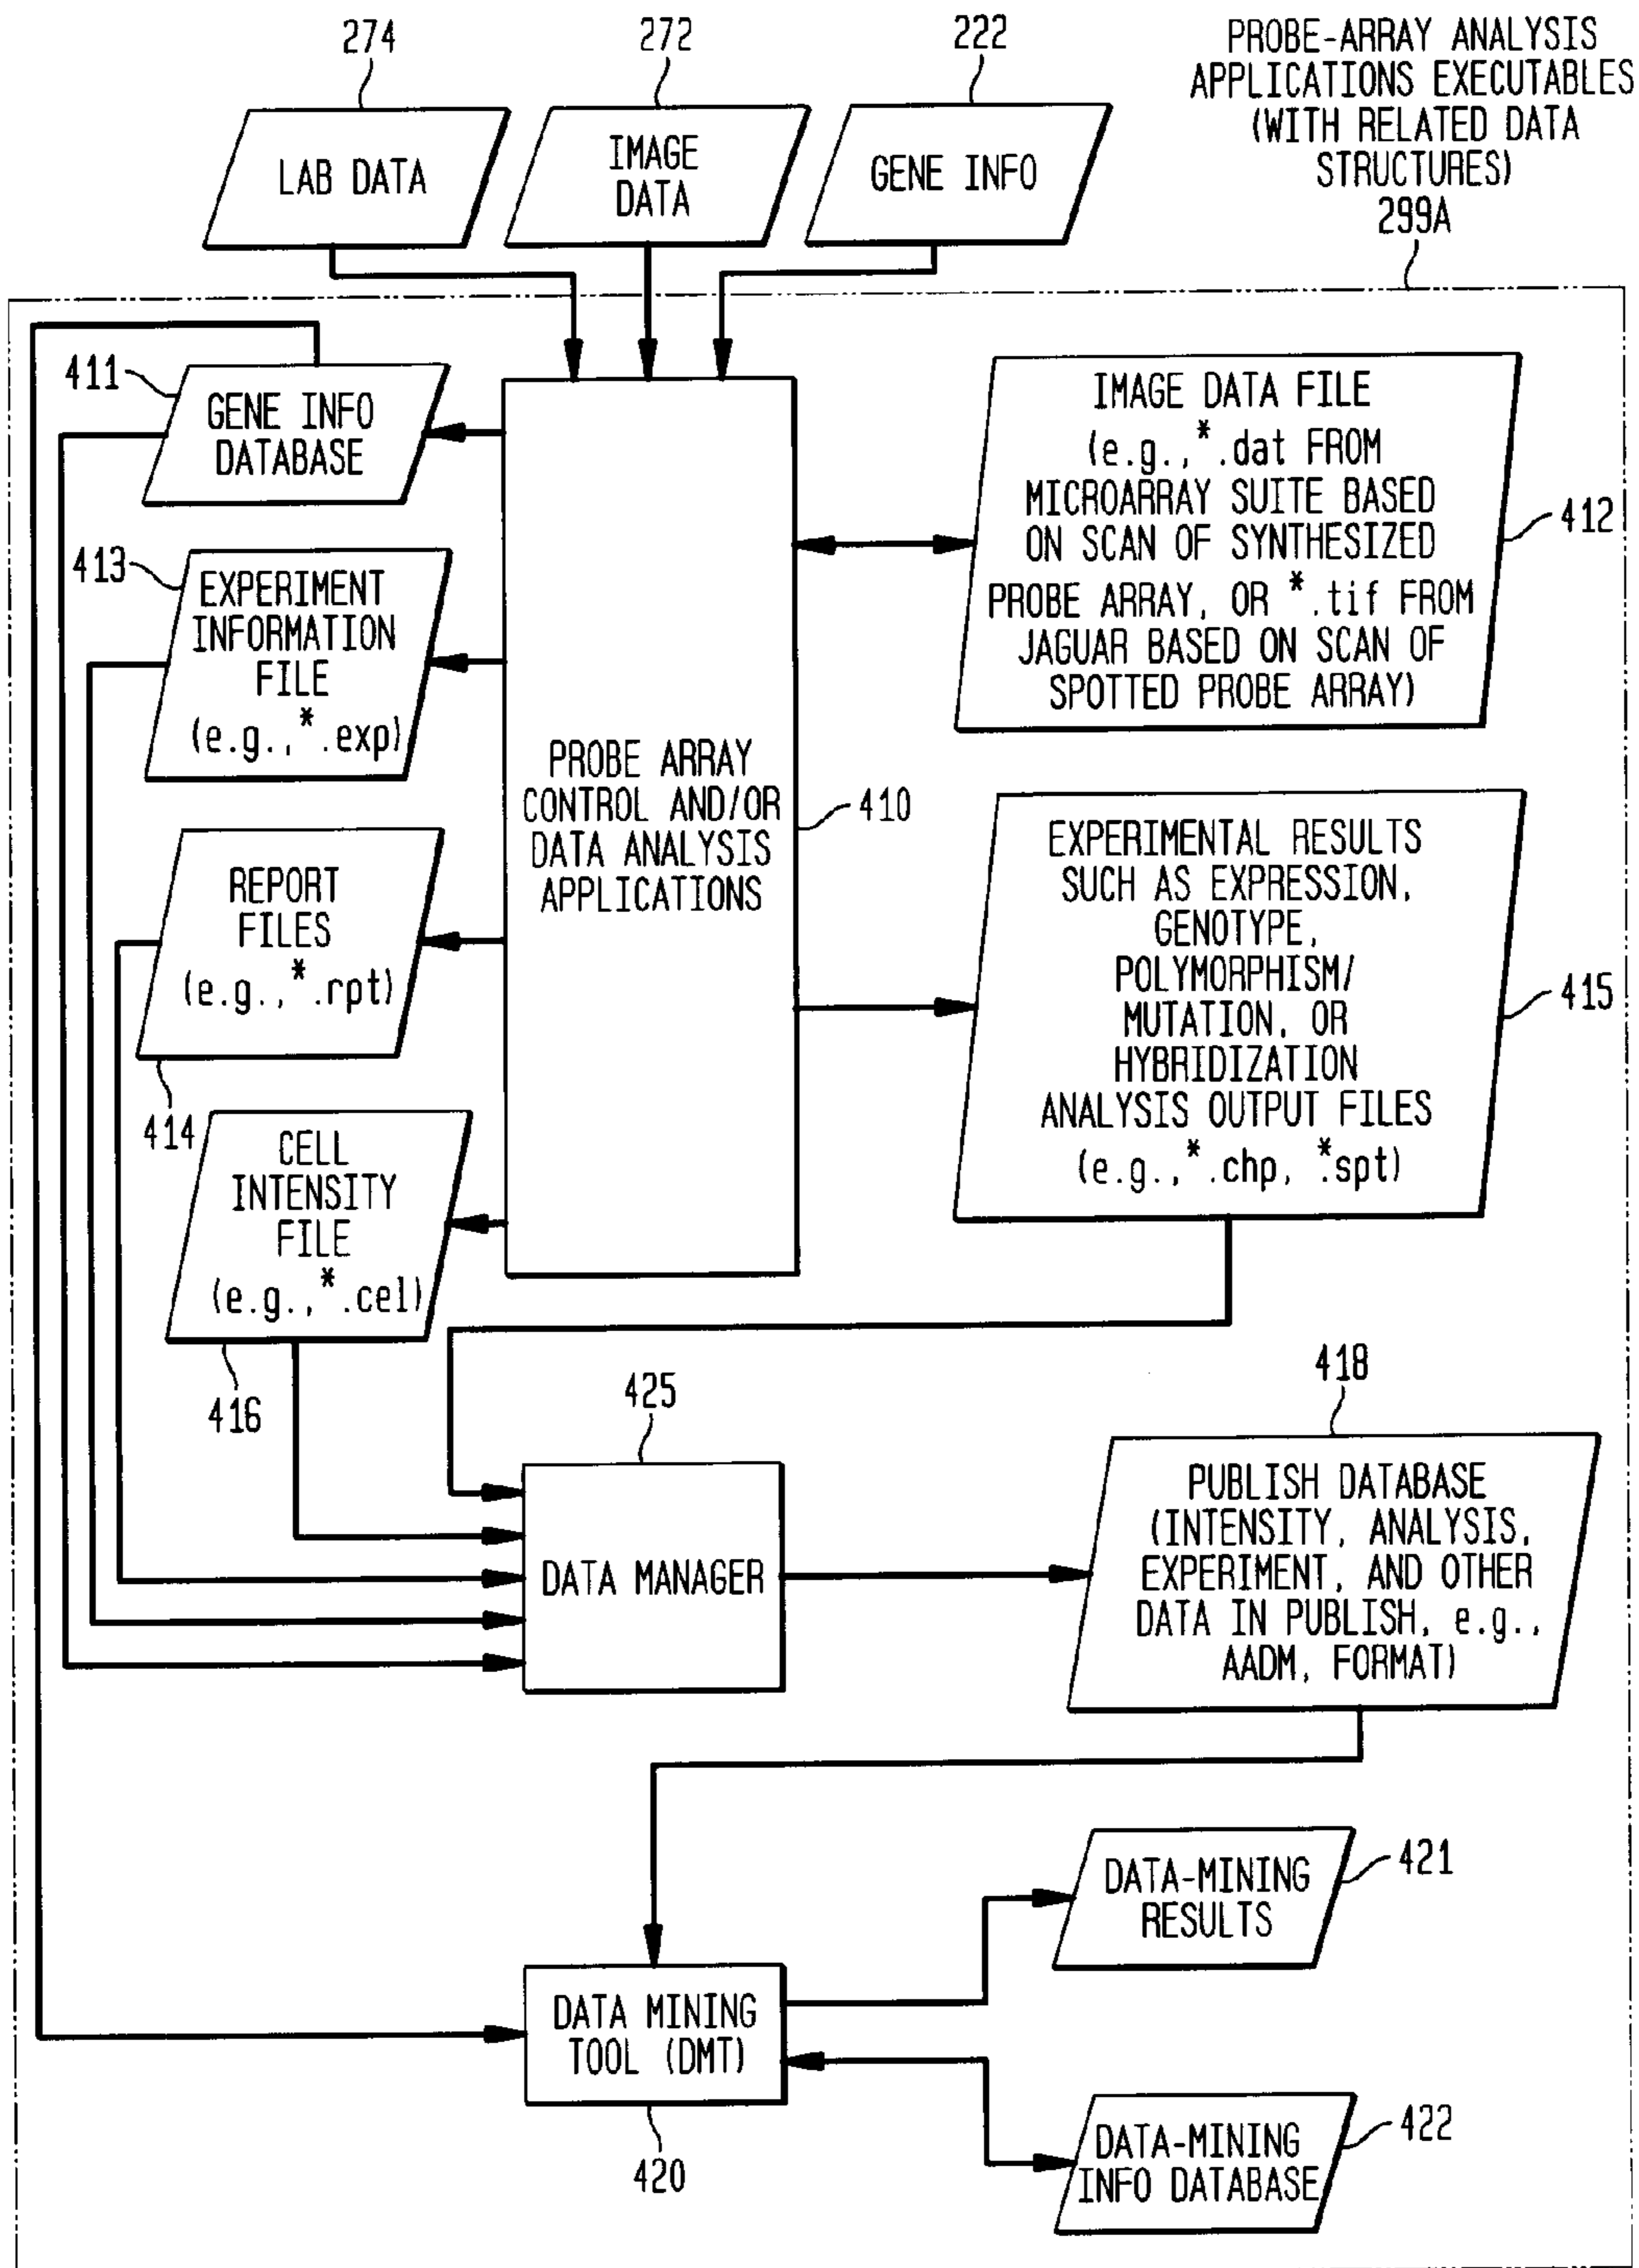 274
272
222
PROBE-ARRAY ANALYSIS
APPLICATIONS EXECUTABLES
(WITH RELATED DATA
STRUCTURES)
299A
LAB DATA
IMAGE
DATA
GENE INFO
411
GENE INFO
DATABASE
413
EXPERIMENT
INFORMATION
FILE
(e.g.,*.exp)
REPORT
FILES
(e.g.,*.rpt)
414
CELL
INTENSITY
FILE
(e.g.,*.cel)
416
PROBE ARRAY
CONTROL AND/OR
DATA ANALYSIS
APPLICATIONS
410
IMAGE DATA FILE
(e.g.,*.dat FROM
MICROARRAY SUITE BASED
ON SCAN OF SYNTHESIZED
PROBE ARRAY, OR *.tif FROM
JAGUAR BASED ON SCAN OF
SPOTTED PROBE ARRAY)
412
EXPERIMENTAL RESULTS
SUCH AS EXPRESSION,
GENOTYPE,
POLYMORPHISM/
MUTATION, OR
HYBRIDIZATION
ANALYSIS OUTPUT FILES
(e.g.,*.chp, *.spt)
415
425
DATA MANAGER
418
PUBLISH DATABASE
(INTENSITY, ANALYSIS,
EXPERIMENT, AND OTHER
DATA IN PUBLISH, e.g.,
AADM, FORMAT)
DATA MINING
TOOL (DMT)
420
DATA-MINING
RESULTS
421
DATA-MINING
INFO DATABASE
422